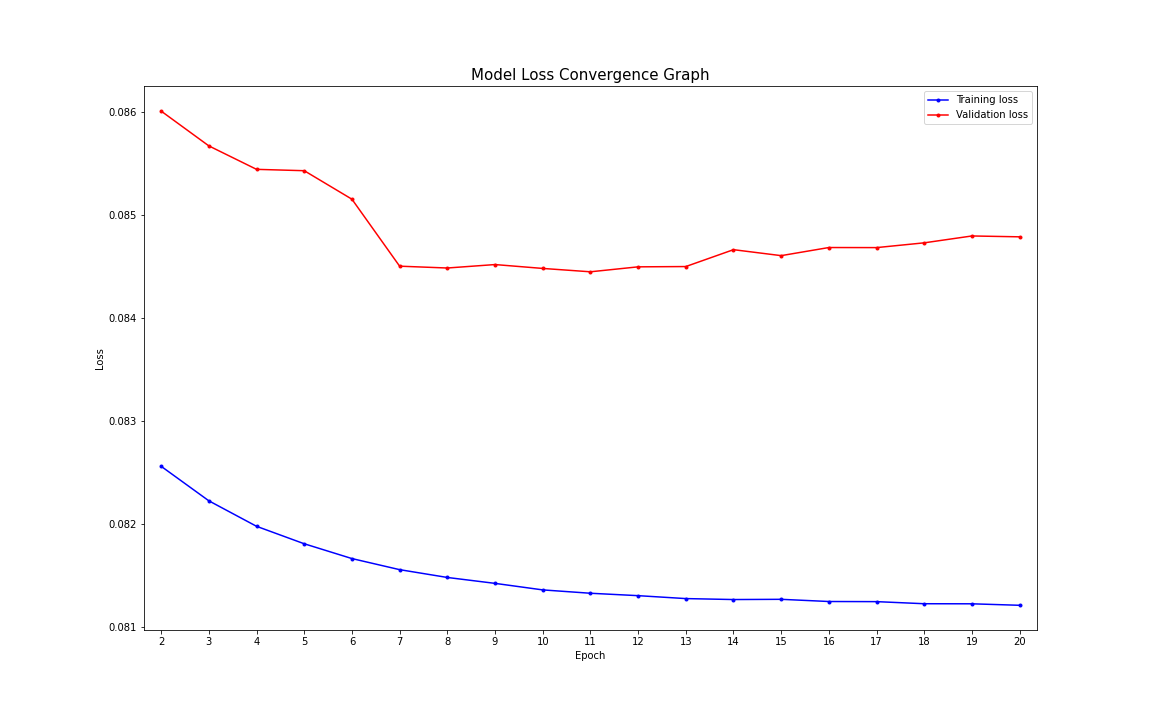 Model Loss Convergence Graph
Training loss
Validation loss
0.086
0.085
0.084
0.083
0.082
0.081
Loss
2 3 4 5 6 7 8 9 10 11 12 13 14 15 16 17 18 19 20
Epoch